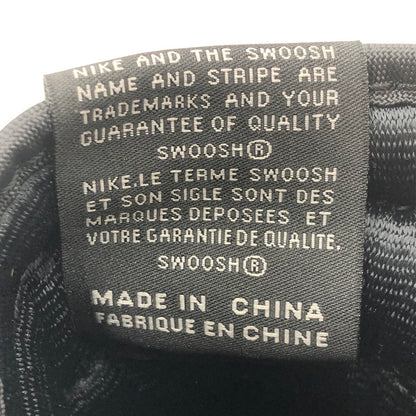 NIKE AND THE SWOOSH
NAME AND STRIPE ARE
TRADEMARKS AND YOUR
GUARANTEE OF QUALITY
SWOOSH®
NIKE,LE TERME SWOOSH
ET SON SIGLE SONT DES
MARQUES DEPOSEES ET
VOTRE GARANTIE DE QUALITE.
SWOOSH®
MADE IN CHINA
FABRIQUE EN CHINE